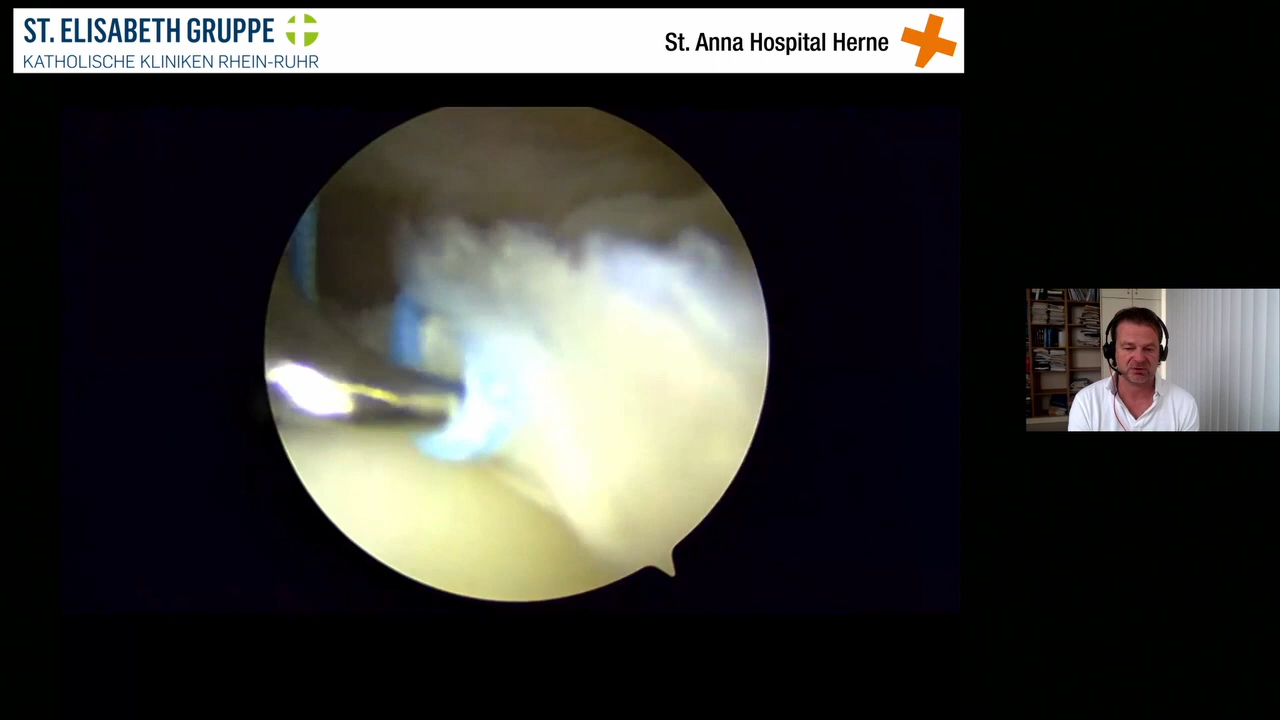 ST. ELISABETH GRUPPE
KATHOLISCHE KLINIKEN RHEIN-RUHR
St. Anna Hospital Herne